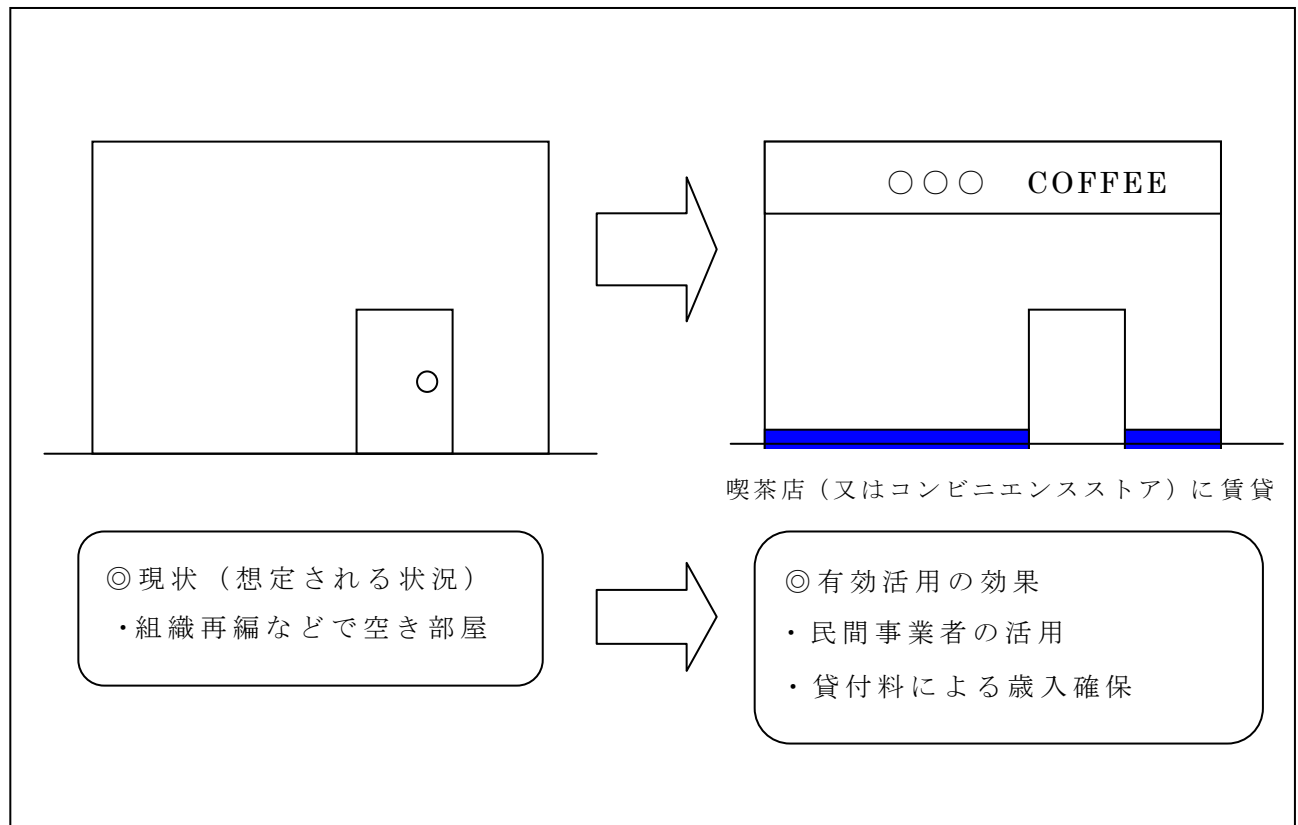 ○○○　COFFEE
喫茶店（又はコンビニエンスストア）に賃貸
◎現状（想定される状況）
・組織再編などで空き部屋
◎有効活用の効果
・民間事業者の活用
・貸付料による歳入確保